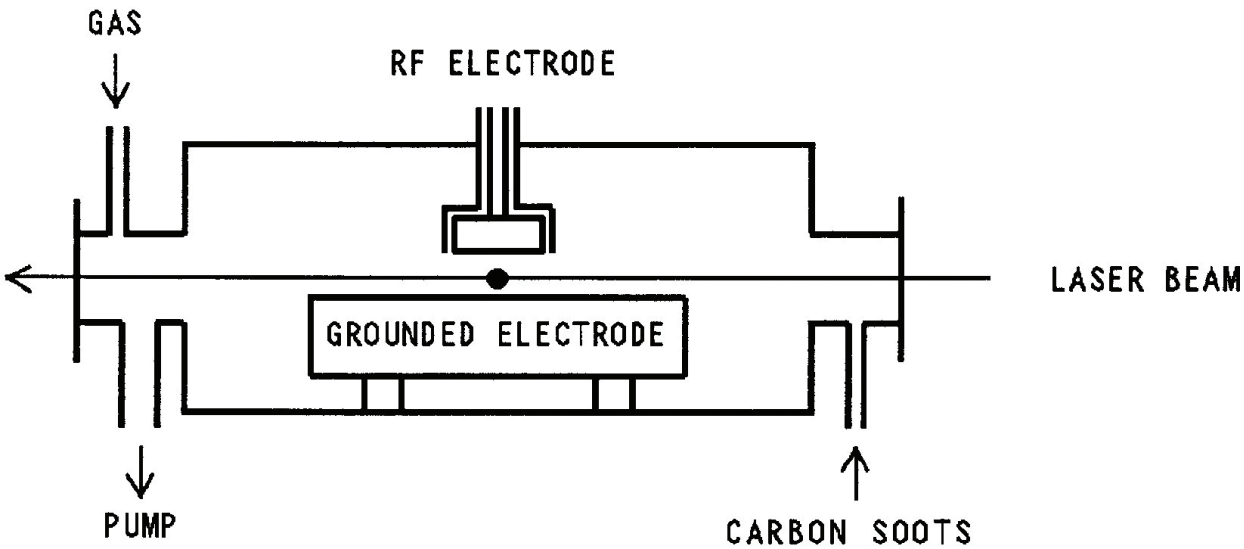 GAS
RF ELECTRODE
LASER BEAM
GROUNDED ELECTRODE
PUMP
CARBON SOOTS